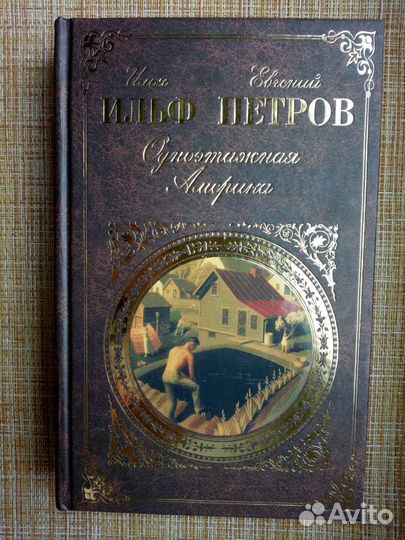 Илья Евгений
ИЛЬФ ПЕТРОВ
Одноэтажная
Америка
Avito